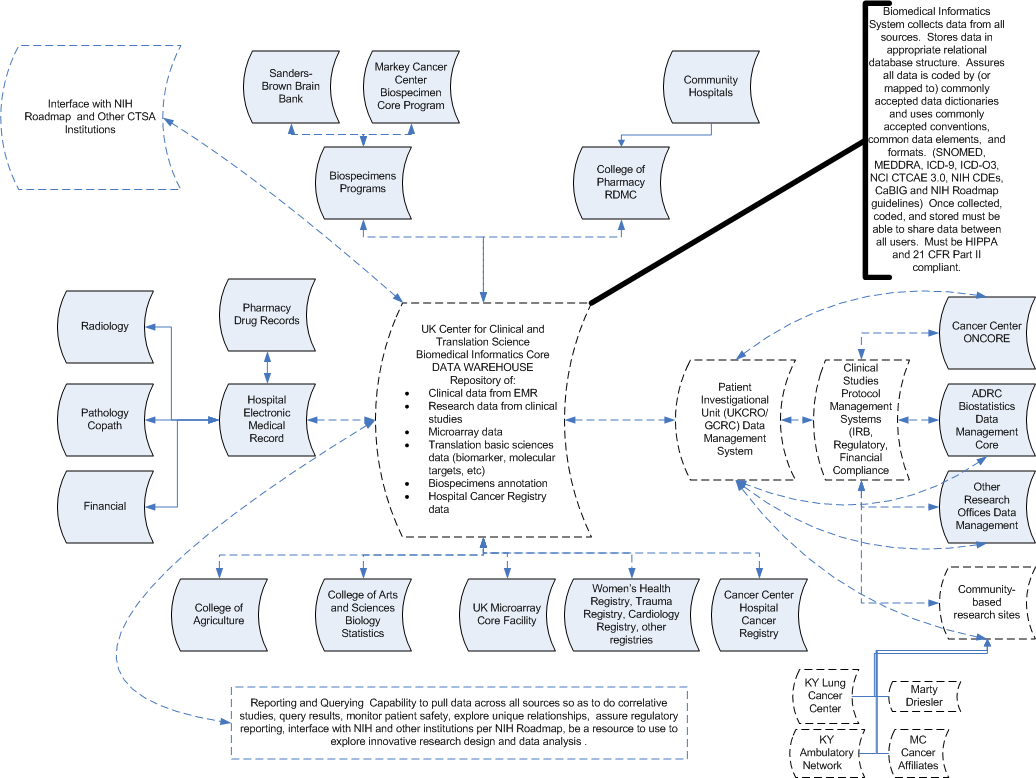 Biomedical Informatics
System collects data from all
sources. Stores data in
appropriate relational
database structure. Assures
all data is coded by (or
mapped to) commonly
accepted data dictionaries
and uses commonly
accepted conventions,
common data elements, and
formats. (SNOMED,
MEDDRA, ICD-9, ICD-O3,
NCI CTCAE 3.0, NIH CDEs,
CaBIG and NIH Roadmap
guidelines) Once collected,
coded, and stored must be
able to share data between
all users. Must be HIPPA
and 21 CFR Part II
compliant.
Interface with NIH
Roadmap and Other CTSA
Institutions
Sanders-
Brown Brain
Bank
Markey Cancer
Center
Biospecimen
Core Program
Community
Hospitals
Biospecimens
Programs
College of
Pharmacy
RDMC
Radiology
Pharmacy
Drug Records
Pathology
Copath
Hospital
Electronic
Medical
Record
Financial
UK Center for Clinical and
Translation Science
Biomedical Informatics Core
DATA WAREHOUSE
Repository of:
• Clinical data from EMR
• Research data from clinical
studies
• Microarray data
• Translation basic sciences
data (biomarker, molecular
targets, etc)
• Biospecimens annotation
• Hospital Cancer Registry
data
Patient
Investigational
Unit (UKCRO/
GCRC) Data
Management
System
Clinical
Studies
Protocol
Management
Systems
(IRB,
Regulatory,
Financial
Compliance
Cancer Center
ONCORE
ADRC
Biostatistics
Data
Management
Core
Other
Research
Offices Data
Management
Community-
based
research sites
College of
Agriculture
College of Arts
and Sciences
Biology
Statistics
UK Microarray
Core Facility
Women's Health
Registry, Trauma
Registry, Cardiology
Registry, other
registries
Cancer Center
Hospital
Cancer
Registry
KY Lung
Cancer
Center
Marty
Driesler
KY
Ambulatory
Network
MC
Cancer
Affiliates
Reporting and Querying Capability to pull data across all sources so as to do correlative
studies, query results, monitor patient safety, explore unique relationships, assure regulatory
reporting, interface with NIH and other institutions per NIH Roadmap, be a resource to use to
explore innovative research design and data analysis .